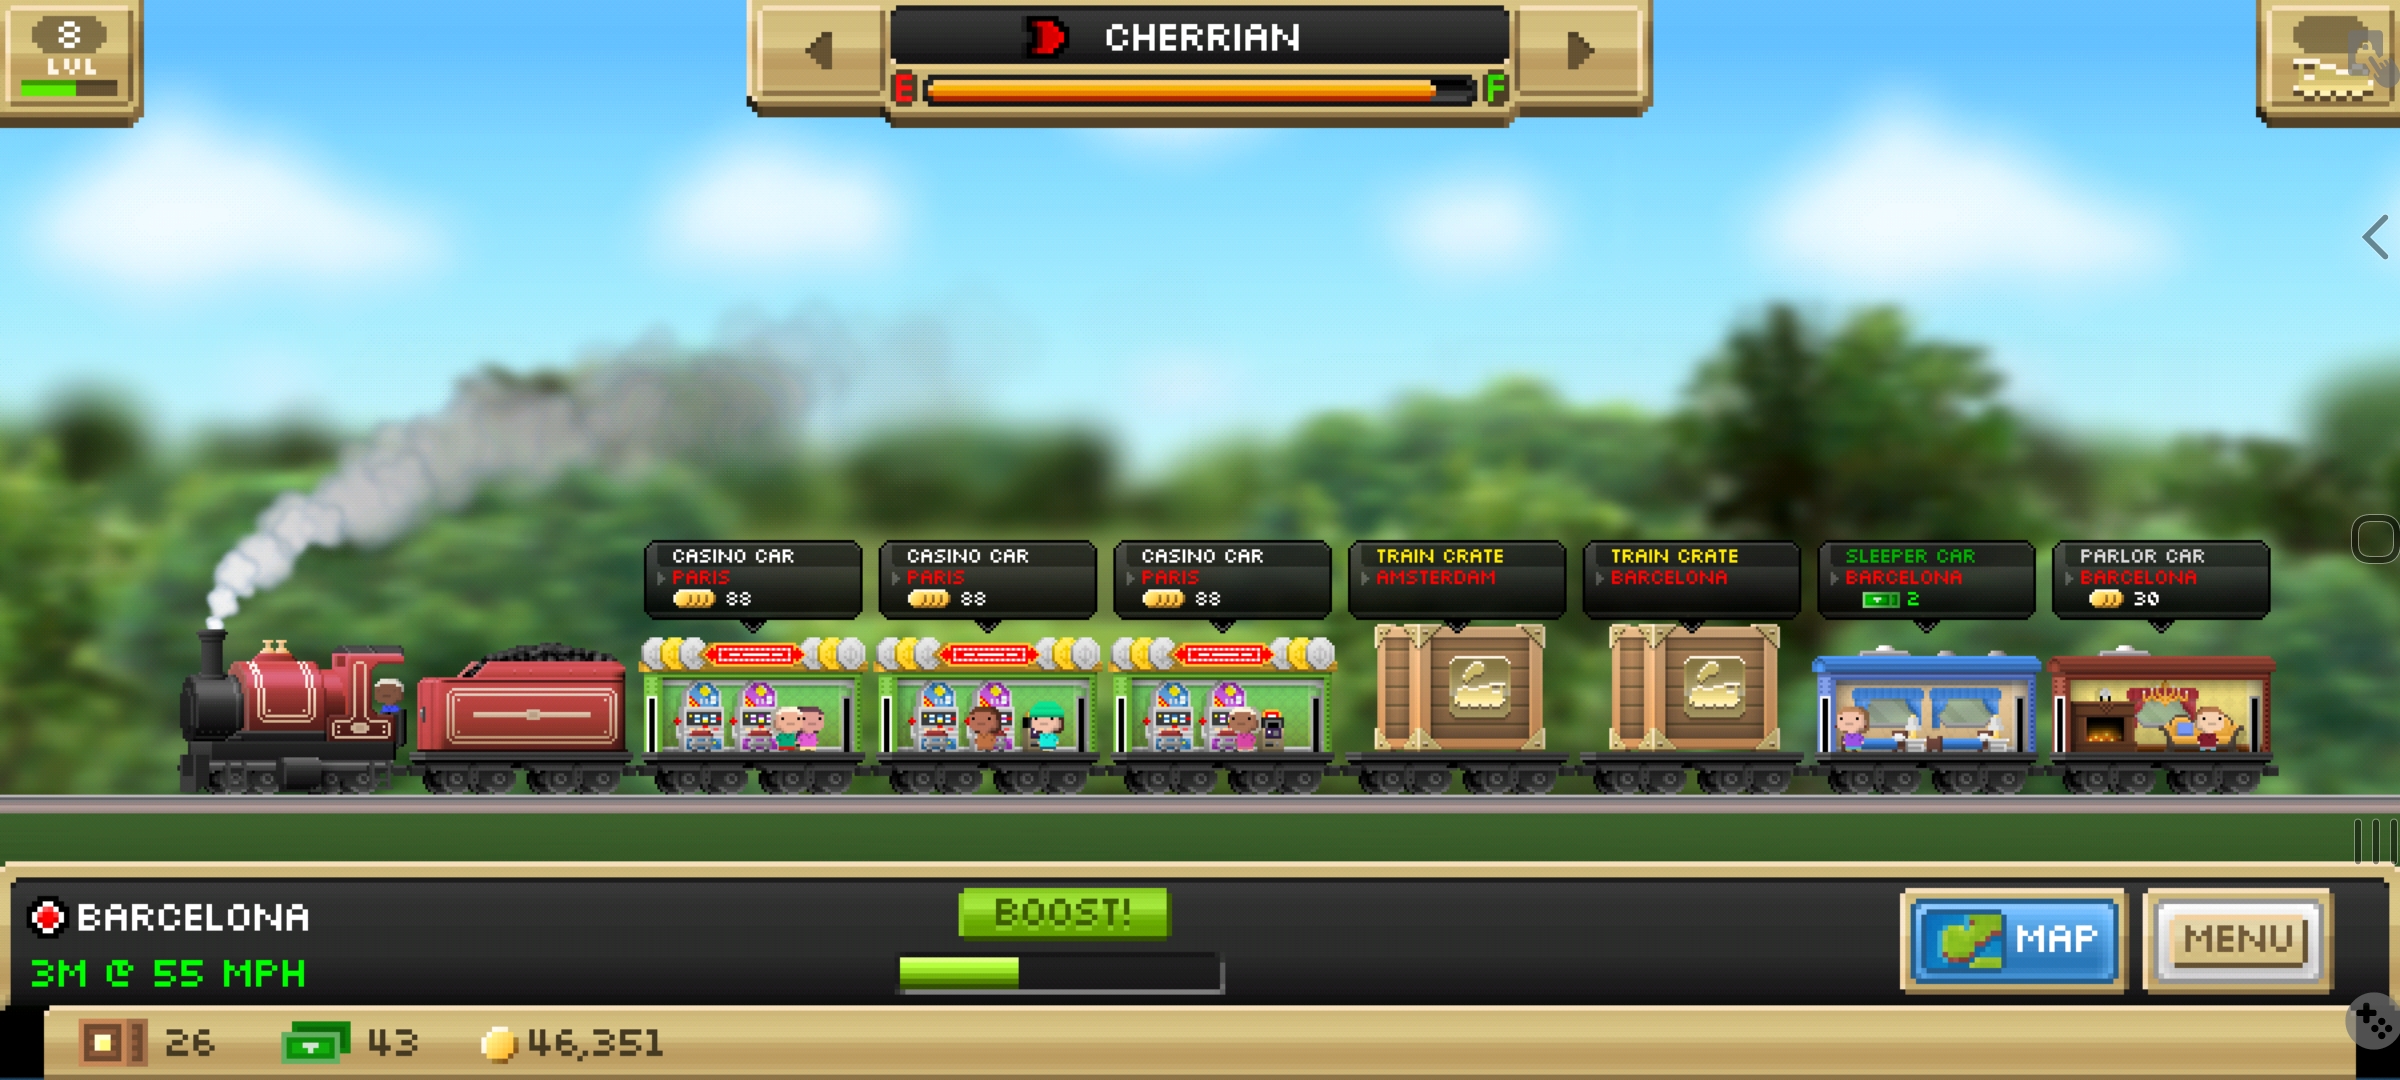 8
LVL
CHERRIAN
E F
CASINO CAR
PARIS
88
CASINO CAR
PARIS
88
CASINO CAR
PARIS
88
TRAIN CRATE
AMSTERDAM
TRAIN CRATE
BARCELONA
SLEEPER CAR
BARCELONA
2
PARLOR CAR
BARCELONA
30
BARCELONA
3M @ 55 MPH
BOOST!
MAP
MENU
26
43
46,351